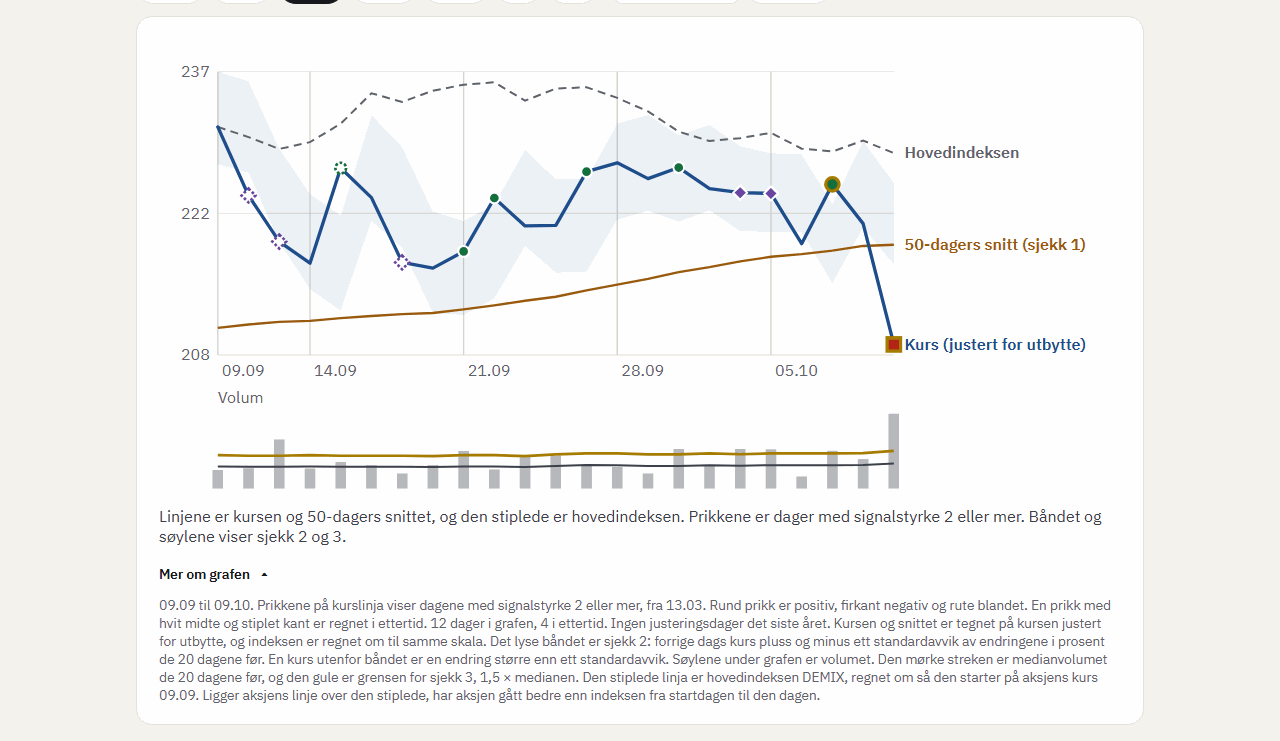 237
Hovedindeksen
222
50-dagers snitt (sjekk 1)
208
Kurs (justert for utbytte)
09.09 14.09 21.09 28.09 05.10
Volum
Linjene er kursen og 50-dagers snittet, og den stiplede er hovedindeksen. Prikkene er dager med signalstyrke 2 eller mer. Båndet og
søylene viser sjekk 2 og 3.
Mer om grafen
09.09 til 09.10. Prikkene på kurslinja viser dagene med signalstyrke 2 eller mer, fra 13.03. Rund prikk er positiv, firkant negativ og rute blandet. En prikk med
hvit midte og stiplet kant er regnet i ettertid. 12 dager i grafen, 4 i ettertid. Ingen justeringsdager det siste året. Kursen og snittet er tegnet på kursen justert
for utbytte, og indeksen er regnet om til samme skala. Det lyse båndet er sjekk 2: forrige dags kurs pluss og minus ett standardavvik av endringene i prosent
de 20 dagene før. En kurs utenfor båndet er en endring større enn ett standardavvik. Søylene under grafen er volumet. Den mørke streken er medianvolumet
de 20 dagene før, og den gule er grensen for sjekk 3, 1,5 × medianen. Den stiplede linja er hovedindeksen DEMIX, regnet om så den starter på aksjens kurs
09.09. Ligger aksjens linje over den stiplede, har aksjen gått bedre enn indeksen fra startdagen til den dagen.